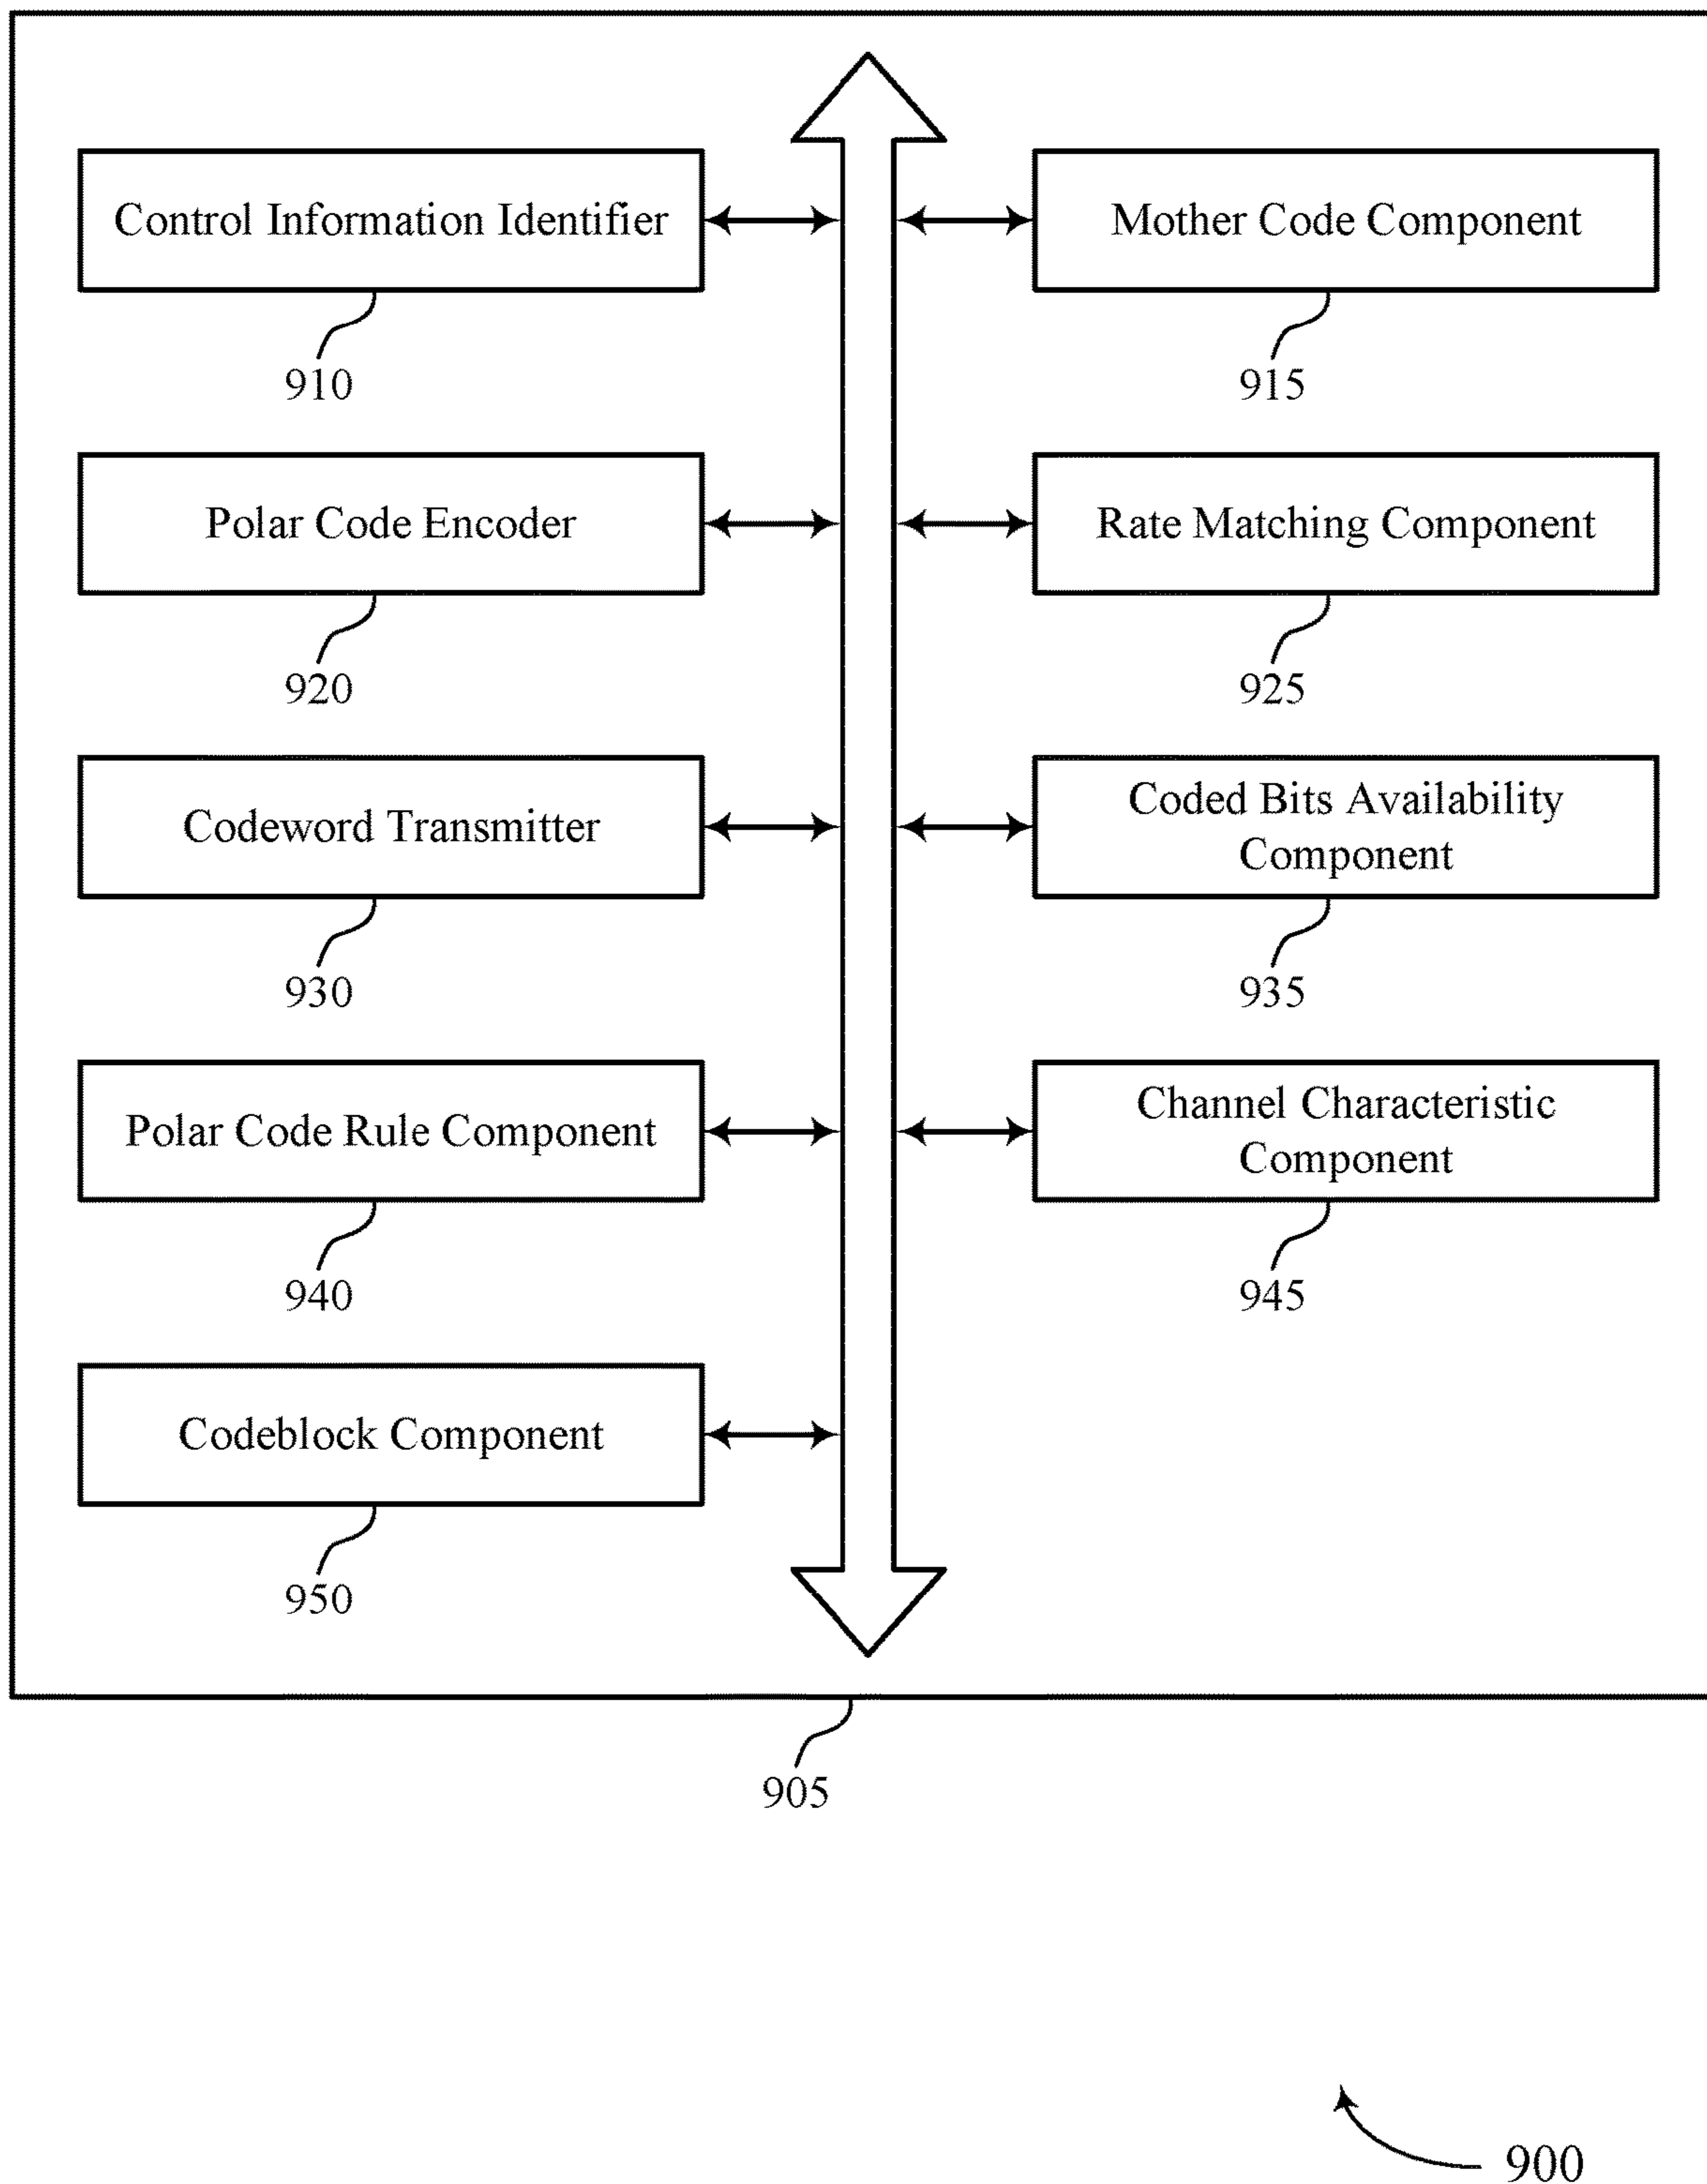 Control Information Identifier
Mother Code Component
910
915
Polar Code Encoder
Rate Matching Component
920
925
Codeword Transmitter
Coded Bits Availability
Component
930
935
Polar Code Rule Component
Channel Characteristic
Component
940
945
Codeblock Component
950
905
900